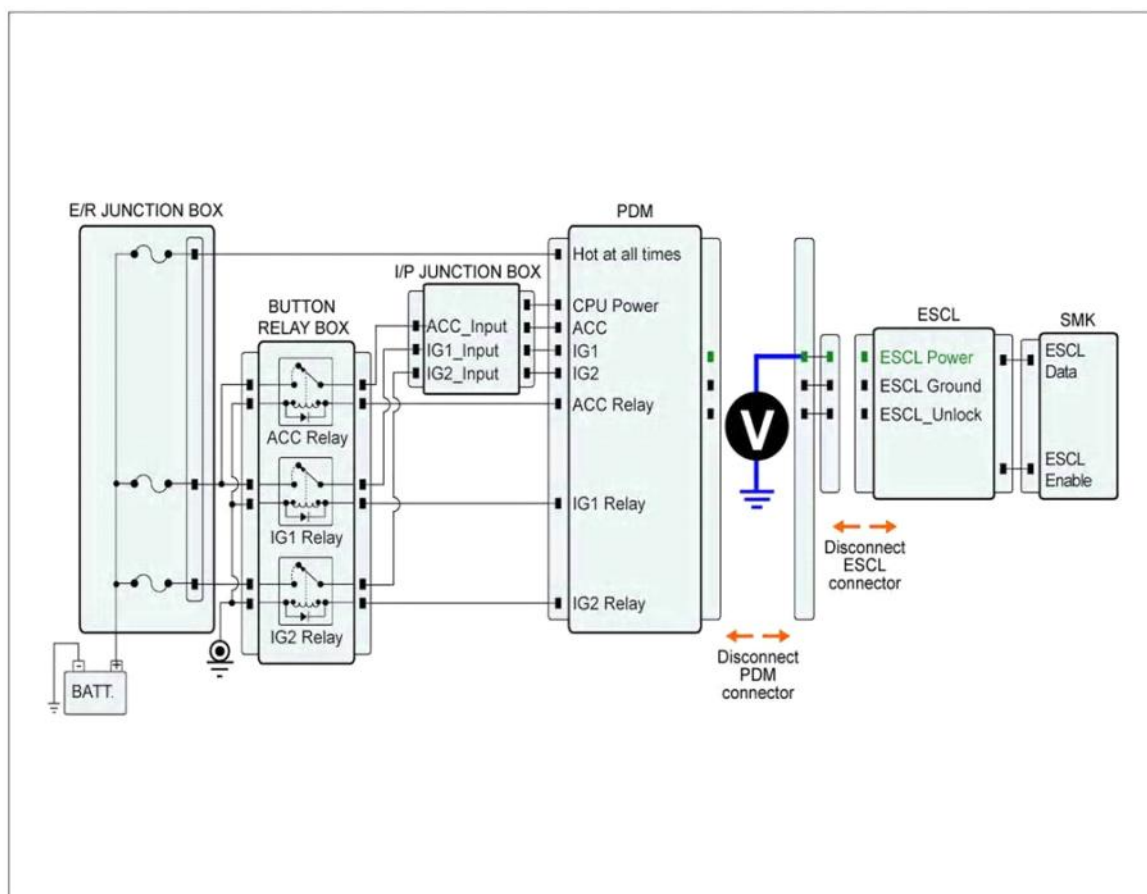 E/R JUNCTION BOX
PDM
Hot at all times
I/P JUNCTION BOX
CPU Power
BUTTON
RELAY BOX
ACC_Input
ACC
IG1_Input
IG1
IG2_Input
IG2
ACC Relay
ACC Relay
IG1 Relay
IG1 Relay
IG2 Relay
IG2 Relay
V
ESCL
ESCL Power
ESCL Ground
ESCL_Unlock
SMK
ESCL
Data
ESCL
Enable
Disconnect
ESCL
connector
Disconnect
PDM
connector
- +
BATT.